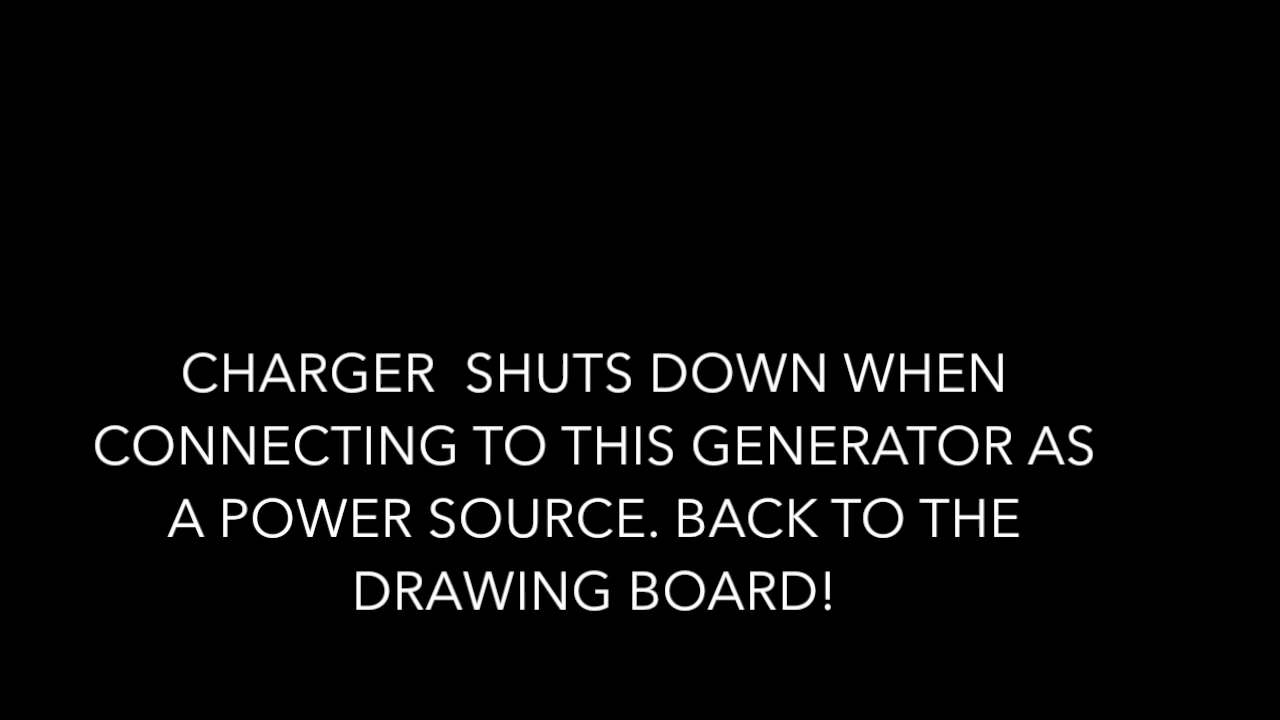 CHARGER  SHUTS DOWN WHEN
CONNECTING TO THIS GENERATOR AS
A POWER SOURCE. BACK TO THE
DRAWING BOARD!